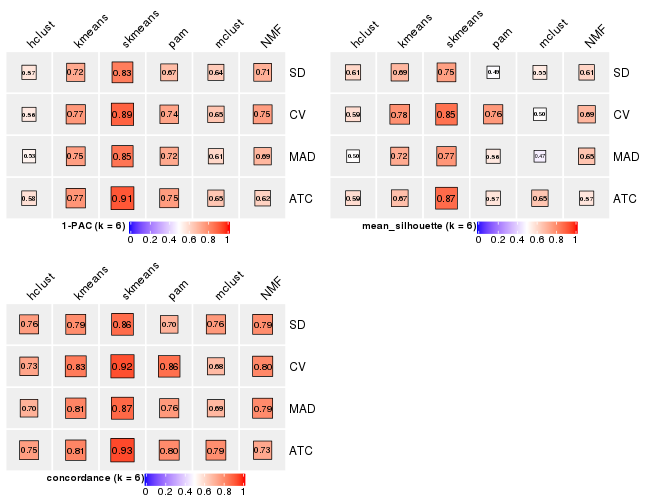 hclust kmeans skmeans pam mclust NMF
0.57 0.72 0.83 0.67 0.64 0.71 SD
0.56 0.77 0.89 0.74 0.65 0.75 CV
0.53 0.75 0.85 0.72 0.61 0.69 MAD
0.58 0.77 0.91 0.75 0.65 0.62 ATC
1-PAC (k = 6)
0 0.2 0.4 0.6 0.8 1
hclust kmeans skmeans pam mclust NMF
0.61 0.69 0.75 0.49 0.55 0.61 SD
0.59 0.78 0.85 0.76 0.50 0.69 CV
0.50 0.72 0.77 0.56 0.47 0.65 MAD
0.59 0.67 0.87 0.57 0.65 0.57 ATC
mean_silhouette (k = 6)
0 0.2 0.4 0.6 0.8 1
hclust kmeans skmeans pam mclust NMF
0.76 0.79 0.86 0.70 0.76 0.79 SD
0.73 0.83 0.92 0.86 0.68 0.80 CV
0.70 0.81 0.87 0.76 0.69 0.79 MAD
0.75 0.81 0.93 0.80 0.79 0.73 ATC
concordance (k = 6)
0 0.2 0.4 0.6 0.8 1